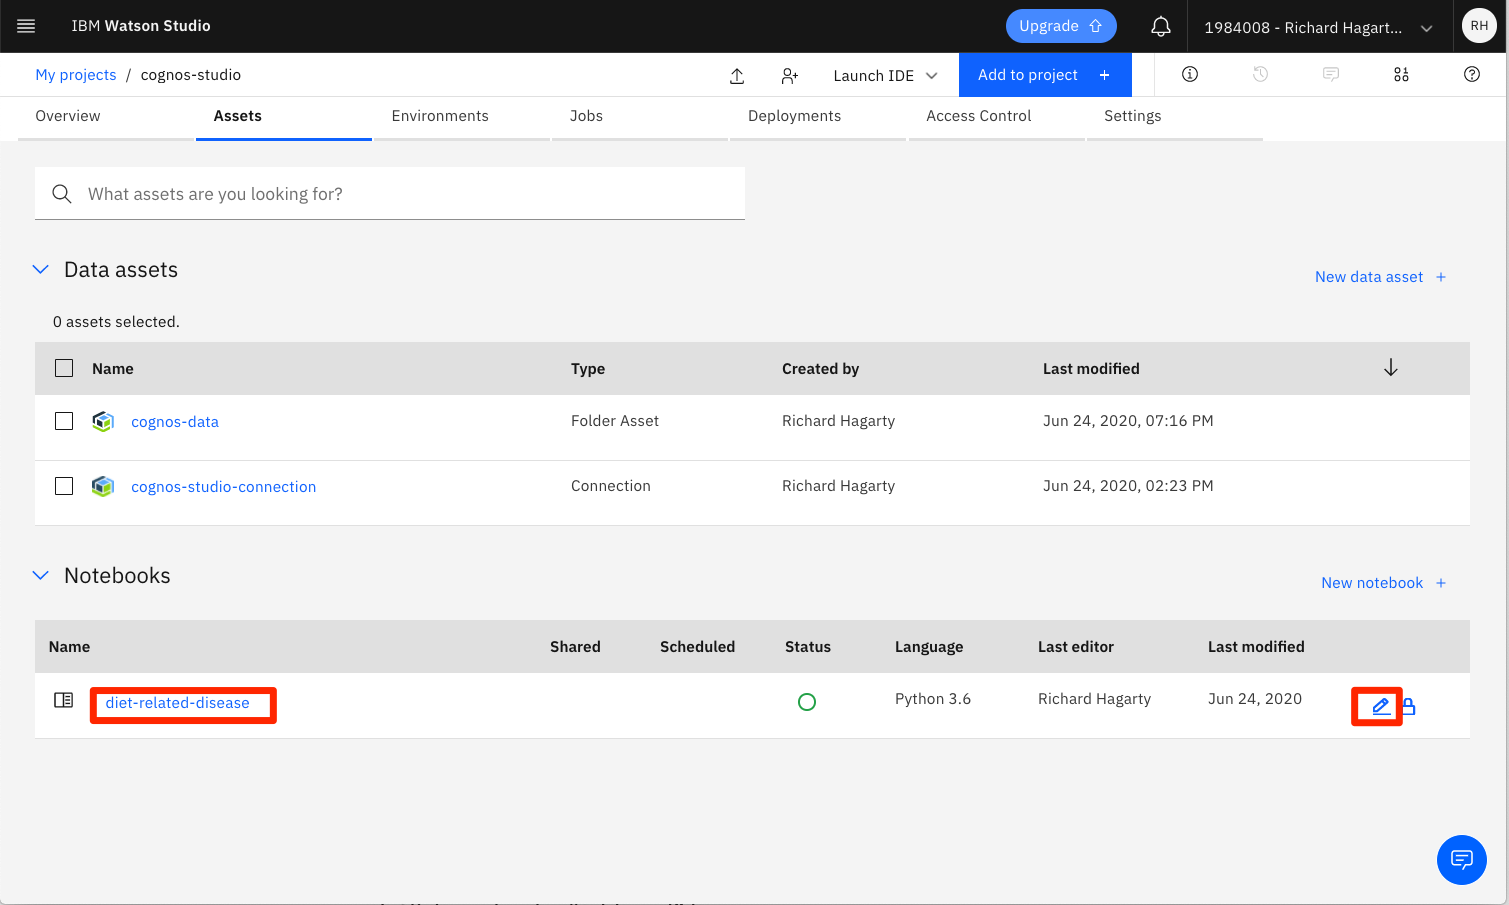 IBM Watson Studio
Upgrade
1984008 - Richard Hagart...
RH
My projects / cognos-studio
Launch IDE
Add to project +
Overview
Assets
Environments
Jobs
Deployments
Access Control
Settings
What assets are you looking for?
Data assets
New data asset +
0 assets selected.
Name Type Created by Last modified
cognos-data Folder Asset Richard Hagarty Jun 24, 2020, 07:16 PM
cognos-studio-connection Connection Richard Hagarty Jun 24, 2020, 02:23 PM
Notebooks
New notebook +
Name Shared Scheduled Status Language Last editor Last modified
diet-related-disease Python 3.6 Richard Hagarty Jun 24, 2020